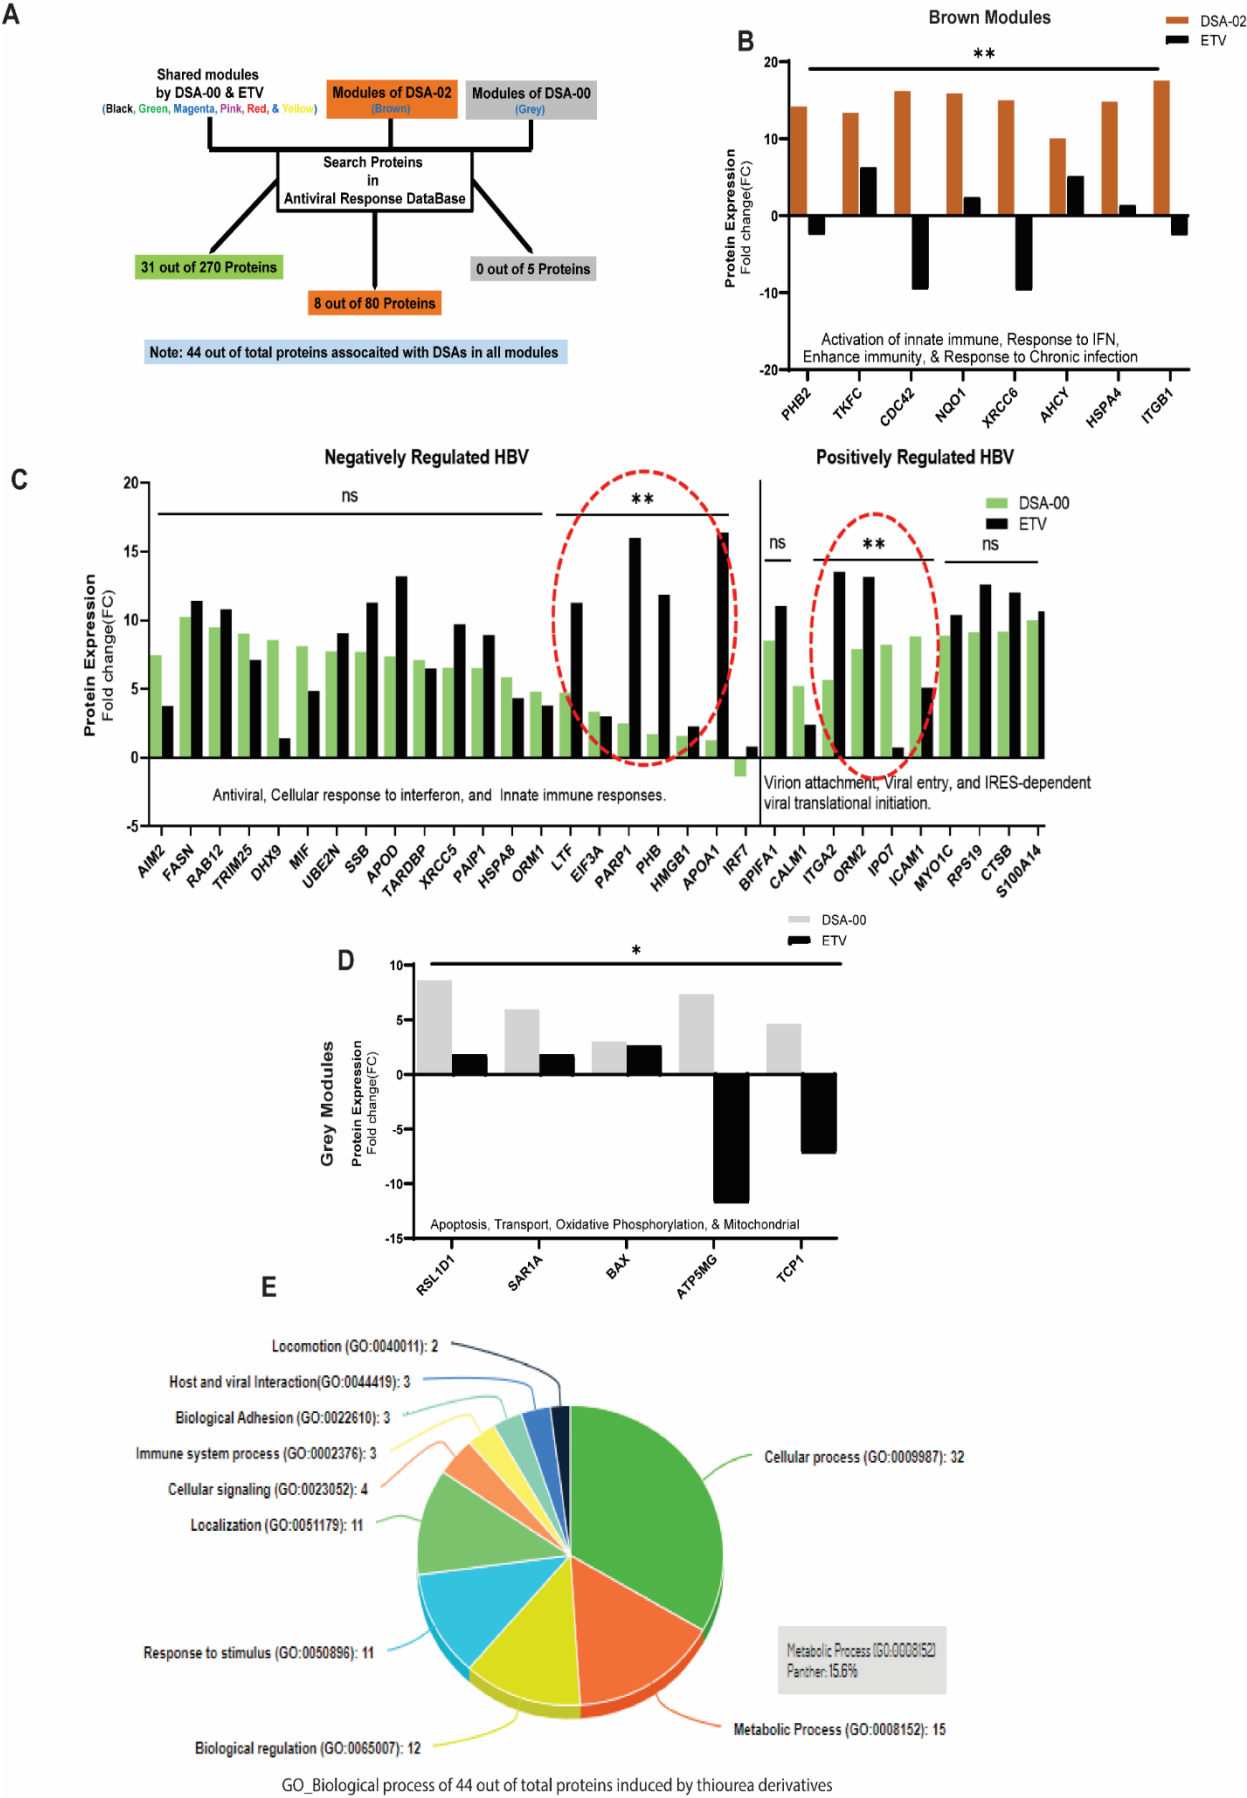 A
Shared modules
by DSA-00 & ETV
(Black, Green, Magenta, Pink, Red, & Yellow)
Modules of DSA-02
(Brown)
Modules of DSA-00
(Grey)
Search Proteins
in
Antiviral Response DataBase
31 out of 270 Proteins
8 out of 80 Proteins
0 out of 5 Proteins
Note: 44 out of total proteins assocaited with DSAs in all modules
B
Brown Modules
DSA-02
ETV
**
Protein Expression
Fold change(FC)
20
10
0
-10
-20
Activation of innate immune, Response to IFN,
Enhance immunity, & Response to Chronic infection
PHB2
TKFC
CDC42
NQO1
XRCC6
AHCY
HSPA4
ITGB1
C
Negatively Regulated HBV
Positively Regulated HBV
DSA-00
ETV
ns
**
ns
**
ns
Protein Expression
Fold change(FC)
20
15
10
5
0
-5
Antiviral, Cellular response to interferon, and Innate immune responses.
Virion attachment, Viral entry, and IRES-dependent
viral translational initiation.
AIM2
FASN
RAB12
TRIM25
DHX9
MIF
UBE2N
SSB
APOD
TARDBP
XRCC5
PAIP1
HSPA8
ORM1
LTF
EIF3A
PARP1
PHB
HMGB1
APOA1
IRF7
BPIFA1
CALM1
ITGA2
ORM2
IPO7
ICAM1
MYO1C
RPS19
CTSB
S100A14
D
DSA-00
ETV
*
Grey Modules
Protein Expression
Fold change(FC)
10
5
0
-5
-10
-15
Apoptosis, Transport, Oxidative Phosphorylation, & Mitochondrial
RSL1D1
SAR1A
BAX
ATP5MG
TCP1
E
Locomotion (GO:0040011): 2
Host and viral Interaction(GO:0044419): 3
Biological Adhesion (GO:0022610): 3
Immune system process (GO:0002376): 3
Cellular signaling (GO:0023052): 4
Localization (GO:0051179): 11
Response to stimulus (GO:0050896): 11
Biological regulation (GO:0065007): 12
Cellular process (GO:0009987): 32
Metabolic Process (GO:0008152)
Panther: 15.6%
Metabolic Process (GO:0008152): 15
GO_Biological process of 44 out of total proteins induced by thiourea derivatives